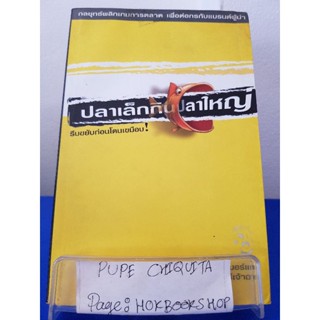 กลยุทธ์พลิกเกมการตลาด เพื่อต่อกรกับแบรนด์ผู้นำ
ปลาเล็กกินปลาใหญ่
รีบขยับก่อนโดนเขมือบ!
PUPE CHIQUITA
Page: HOKBOOKSHOP